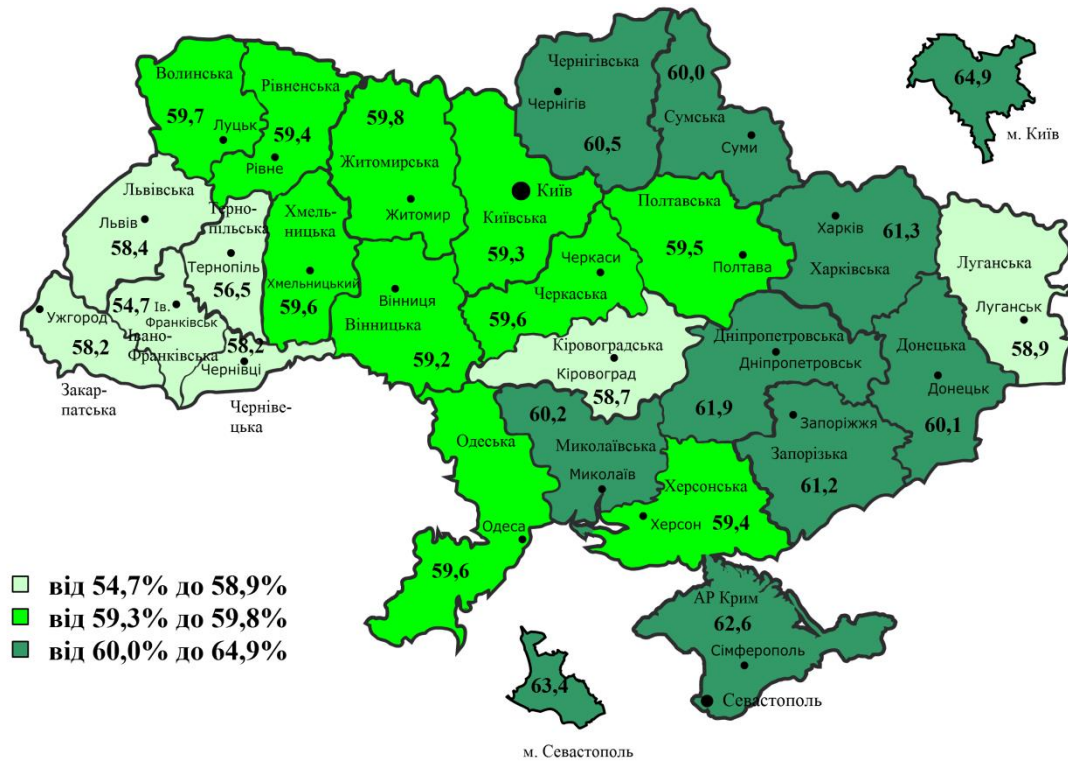 Волинська
59,7
Луцьк
Рівненська
59,4
Рівне
59,8
Житомирська
Житомир
Київ
Київська
59,3
Чернігівська
Чернігів
60,5
60,0
Сумська
Суми
64,9
м. Київ
Львівська
Львів
58,4
Терно-
пільська
Тернопіль
56,5
Хмель-
ницька
Хмельницький
59,6
Вінниця
Вінницька
59,2
Черкаси
Черкаська
59,6
Полтавська
59,5
Полтава
Харків
61,3
Харківська
Луганська
Луганськ
58,9
Ужгород
58,2
Закар-
патська
54,7
Ів.
Франківськ
Івано-
Франківська
58,2
Чернівці
Черніве-
цька
Кіровоградська
Кіровоград
58,7
Дніпропетровська
Дніпропетровськ
61,9
Донецька
Донецьк
60,1
Запоріжжя
Запорізька
61,2
60,2
Миколаївська
Миколаїв
Одеська
Одеса
59,6
Херсонська
Херсон
59,4
АР Крим
62,6
Сімферополь
Севастополь
63,4
м. Севастополь
від 54,7% до 58,9%
від 59,3% до 59,8%
від 60,0% до 64,9%